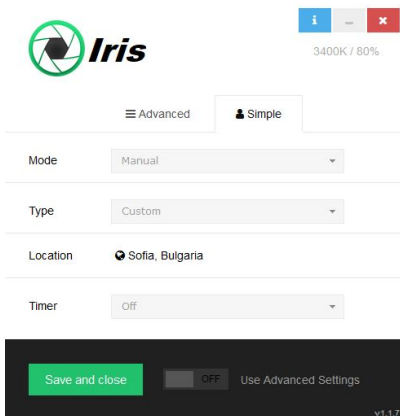 Iris
3400K / 80%
Advanced
Simple
Mode
Manual
Type
Custom
Location
Sofia, Bulgaria
Timer
Off
Save and close
OFF
Use Advanced Settings
v1.1.7